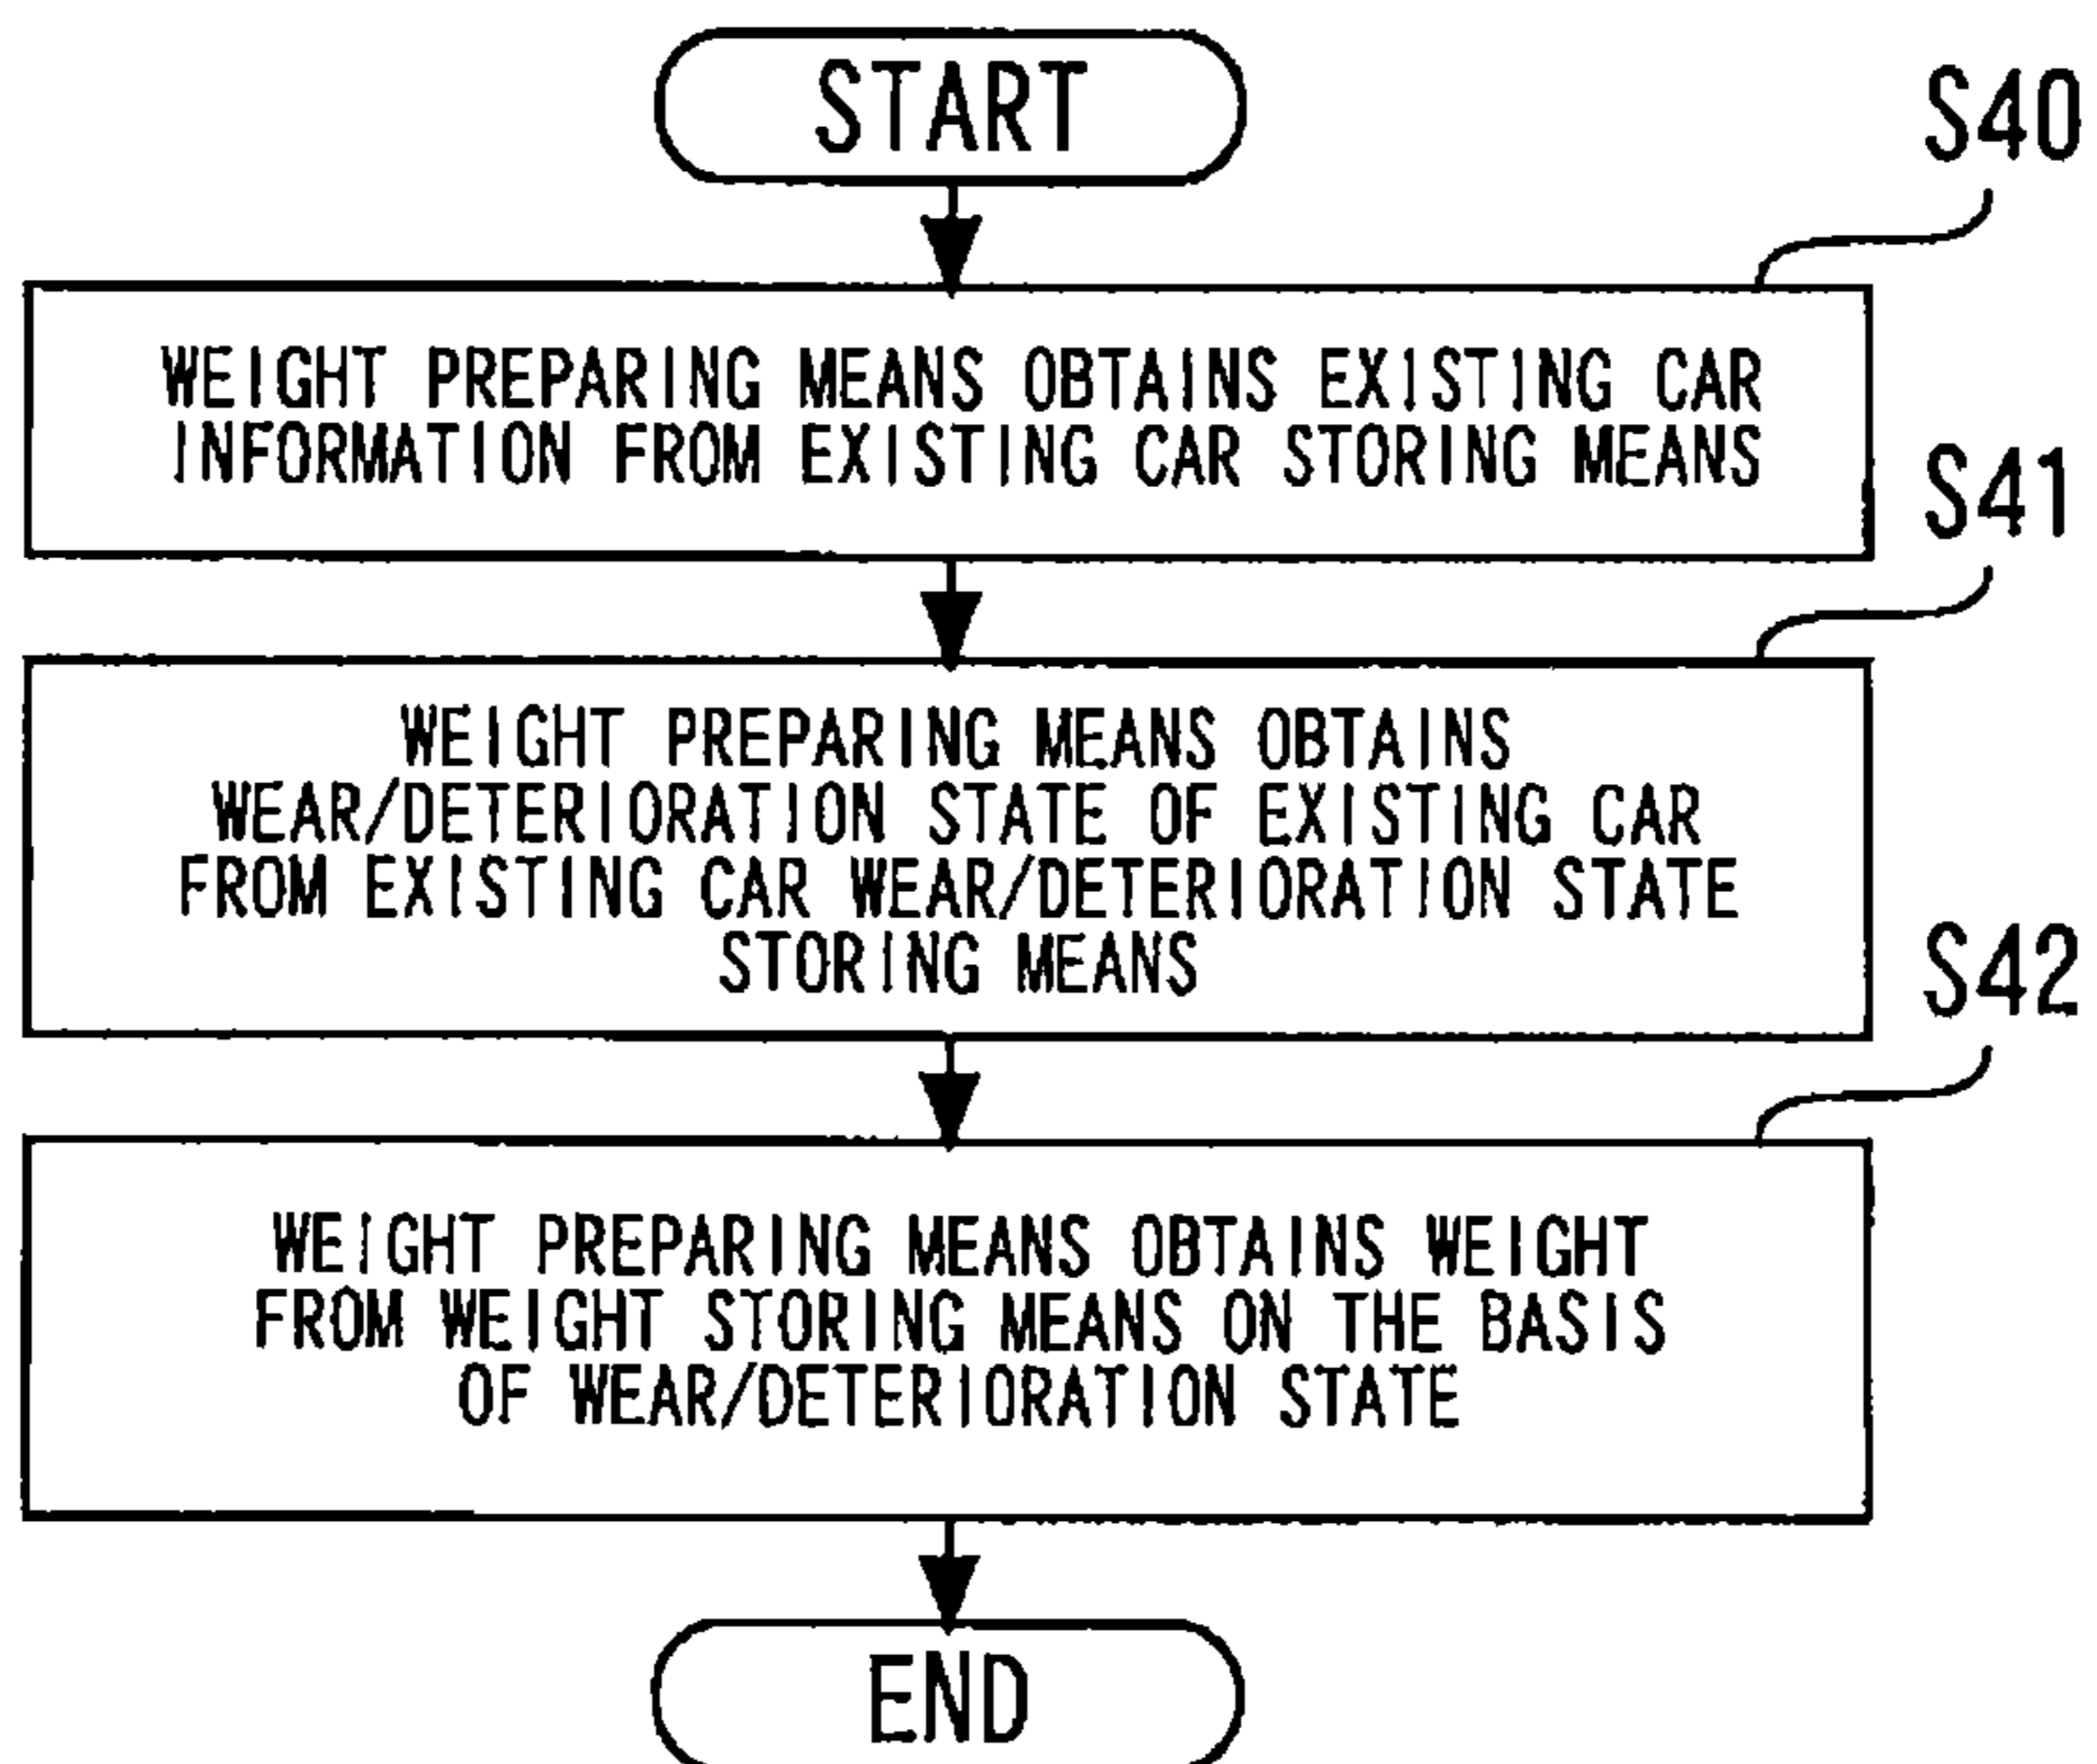 START
S40
WEIGHT PREPARING MEANS OBTAINS EXISTING CAR
INFORMATION FROM EXISTING CAR STORING MEANS
S41
WEIGHT PREPARING MEANS OBTAINS
WEAR/DETERIORATION STATE OF EXISTING CAR
FROM EXISTING CAR WEAR/DETERIORATION STATE
STORING MEANS
S42
WEIGHT PREPARING MEANS OBTAINS WEIGHT
FROM WEIGHT STORING MEANS ON THE BASIS
OF WEAR/DETERIORATION STATE
END